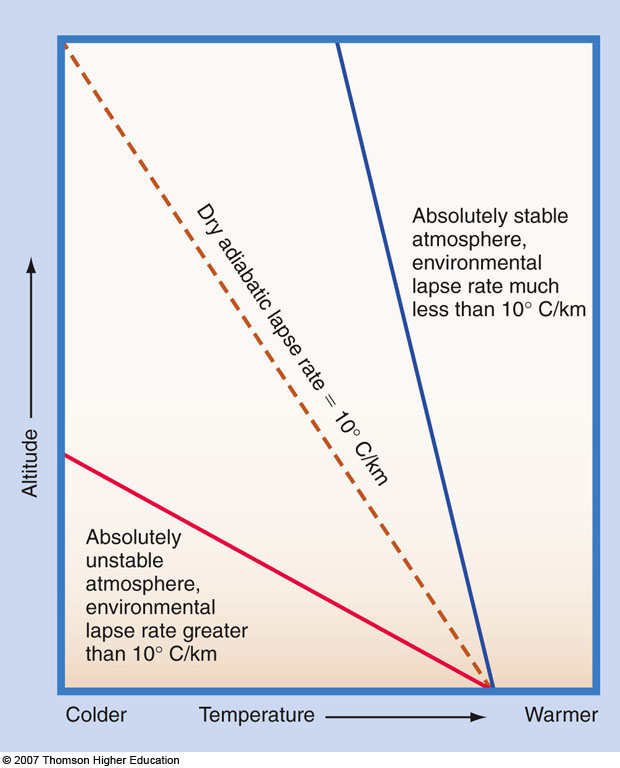 Absolutely stable
atmosphere,
environmental
lapse rate much
less than 10° C/km
Dry adiabatic lapse rate = 10° C/km
Altitude
Absolutely
unstable
atmosphere,
environmental
lapse rate greater
than 10° C/km
Colder Temperature Warmer
© 2007 Thomson Higher Education